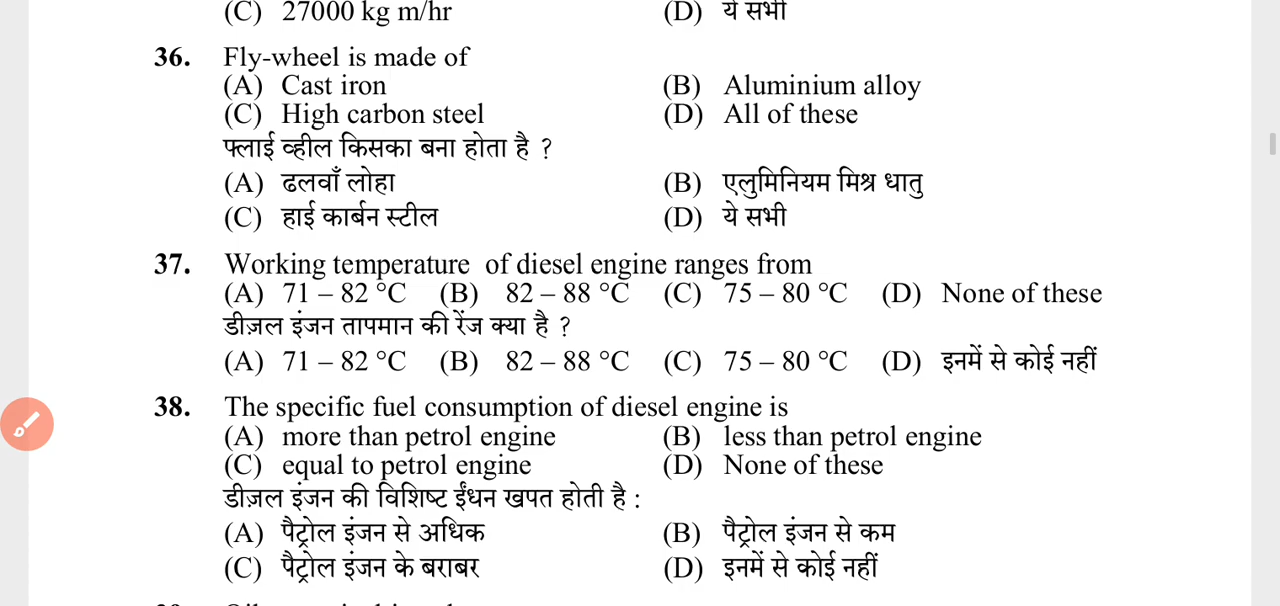 (C) 27000 kg m/hr (D) ये सभी
36. Fly-wheel is made of
(A) Cast iron (B) Aluminium alloy
(C) High carbon steel (D) All of these
फ्लाई व्हील किसका बना होता है ?
(A) ढलवाँ लोहा (B) एलुमिनियम मिश्र धातु
(C) हाई कार्बन स्टील (D) ये सभी
37. Working temperature of diesel engine ranges from
(A) 71 – 82 °C (B) 82 – 88 °C (C) 75 – 80 °C (D) None of these
डीज़ल इंजन तापमान की रेंज क्या है ?
(A) 71 – 82 °C (B) 82 – 88 °C (C) 75 – 80 °C (D) इनमें से कोई नहीं
38. The specific fuel consumption of diesel engine is
(A) more than petrol engine (B) less than petrol engine
(C) equal to petrol engine (D) None of these
डीज़ल इंजन की विशिष्ट ईंधन खपत होती है :
(A) पैट्रोल इंजन से अधिक (B) पैट्रोल इंजन से कम
(C) पैट्रोल इंजन के बराबर (D) इनमें से कोई नहीं